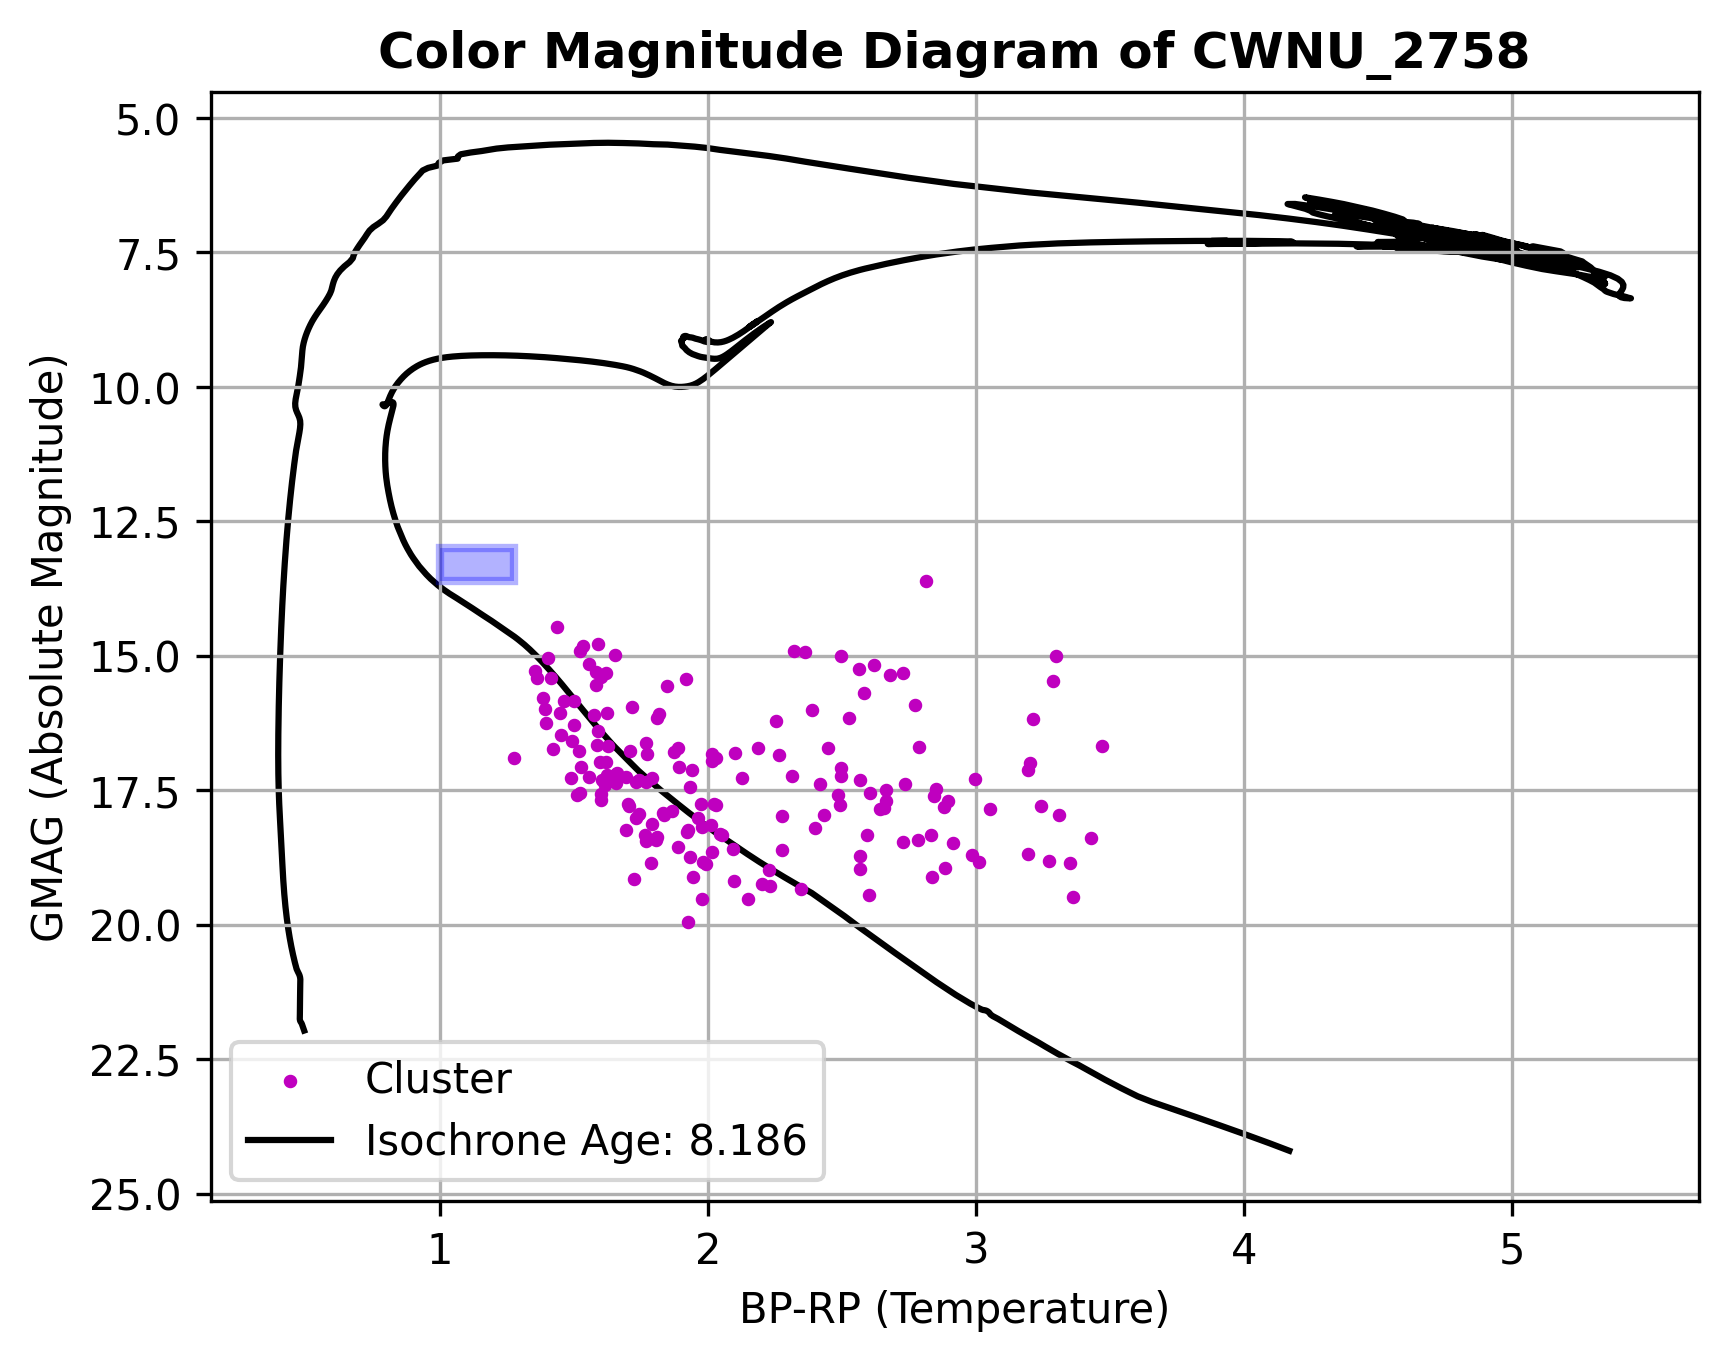 Color Magnitude Diagram of CWNU_2758
GMAG (Absolute Magnitude)
5.0
7.5
10.0
12.5
15.0
17.5
20.0
22.5
25.0
Cluster
Isochrone Age: 8.186
1 2 3 4 5
BP-RP (Temperature)